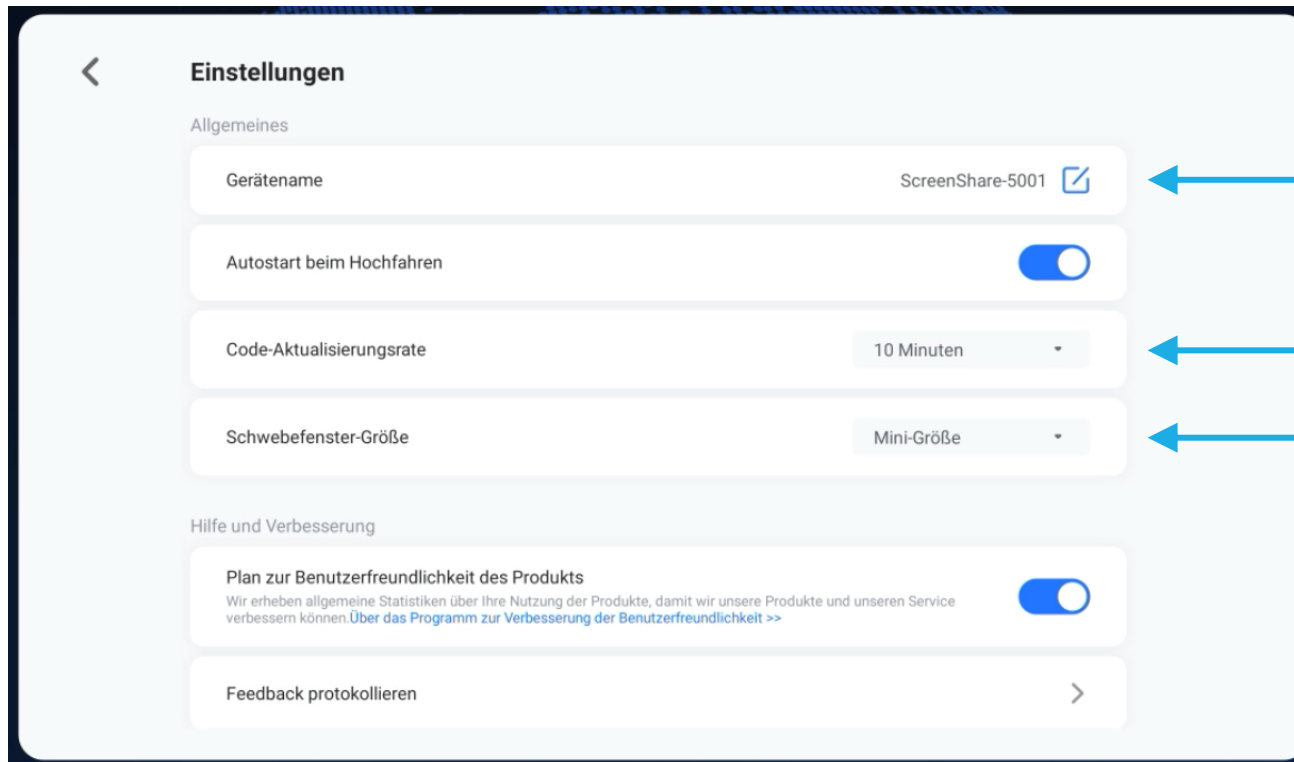 Einstellungen
Allgemeines
Gerätename
ScreenShare-5001
Autostart beim Hochfahren
Code-Aktualisierungsrate
10 Minuten
Schwebefenster-Größe
Mini-Größe
Hilfe und Verbesserung
Plan zur Benutzerfreundlichkeit des Produkts
Wir erheben allgemeine Statistiken über Ihre Nutzung der Produkte, damit wir unsere Produkte und unseren Service
verbessern können.Über das Programm zur Verbesserung der Benutzerfreundlichkeit >>
Feedback protokollieren